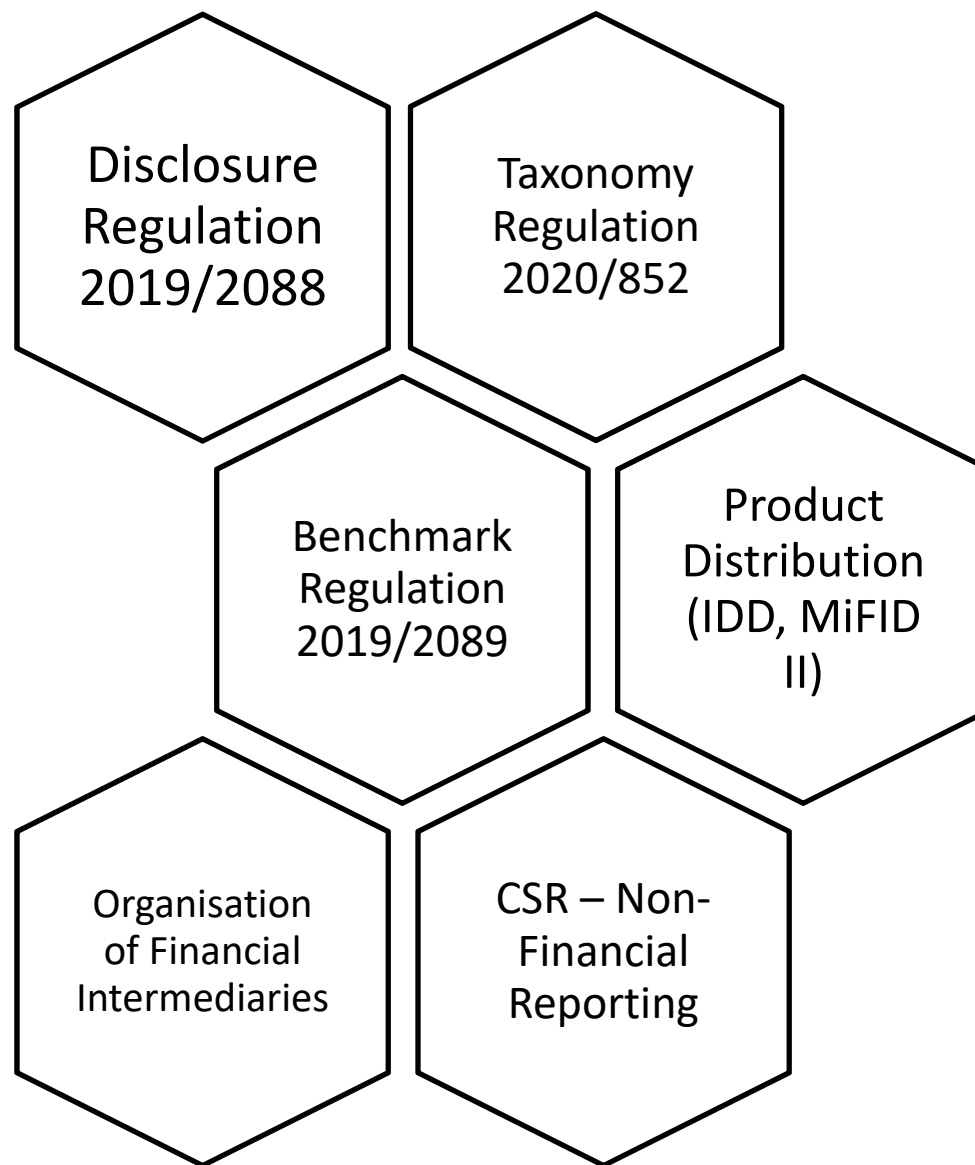 Disclosure
Regulation
2019/2088
Taxonomy
Regulation
2020/852
Benchmark
Regulation
2019/2089
Product
Distribution
(IDD, MiFID
II)
Organisation
of Financial
Intermediaries
CSR – Non-
Financial
Reporting